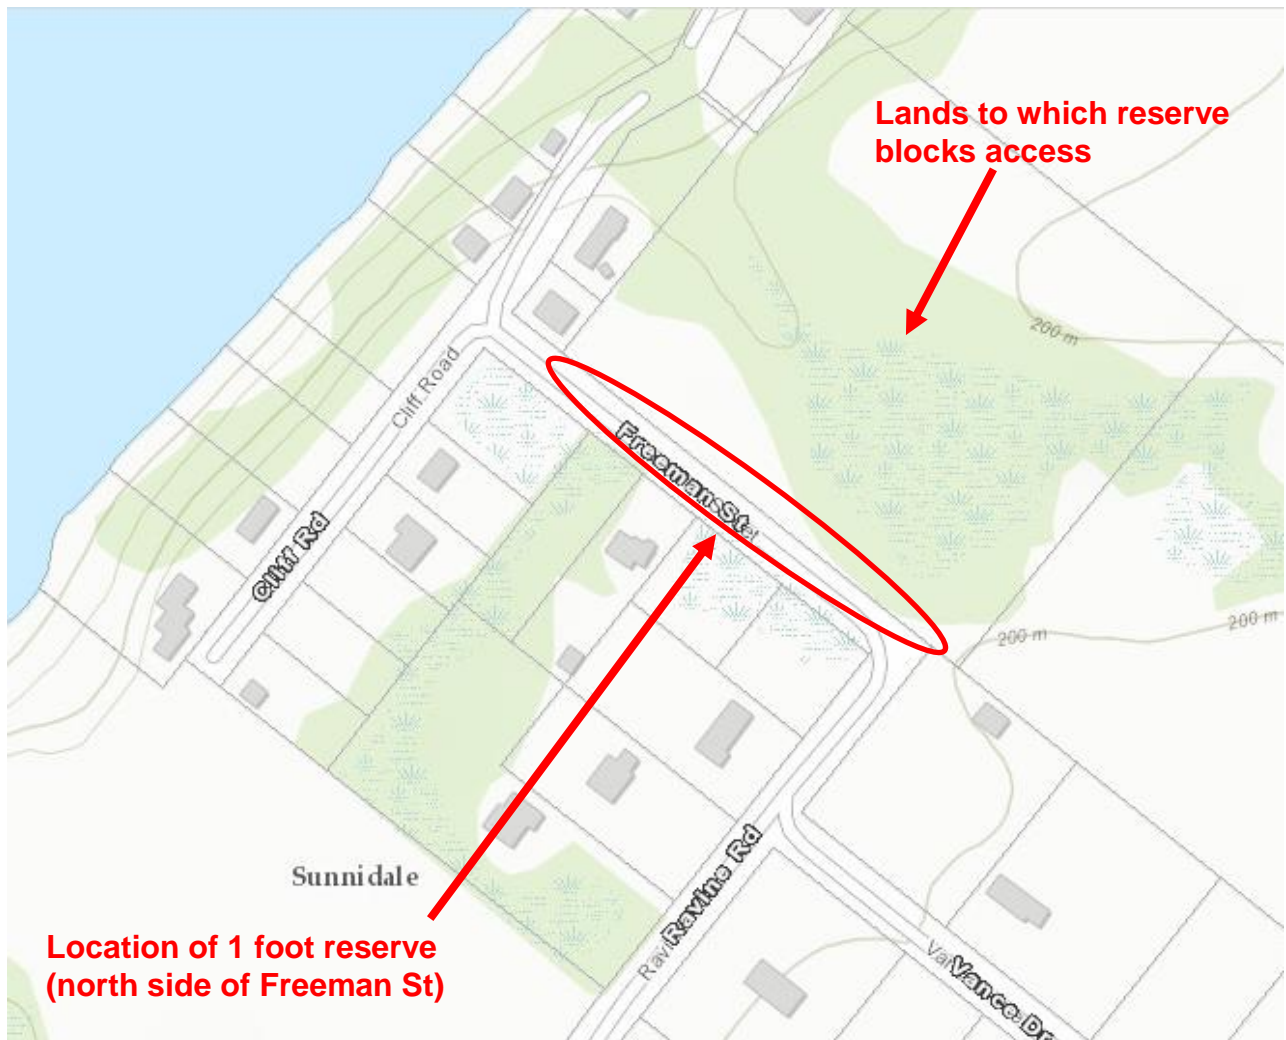 Lands to which reserve
blocks access
200 m
Cliff Road
Freeman St
Cliff Rd
200 m
200 m
Ravine Rd
Sunnidale
Vance Dr
Location of 1 foot reserve
(north side of Freeman St)